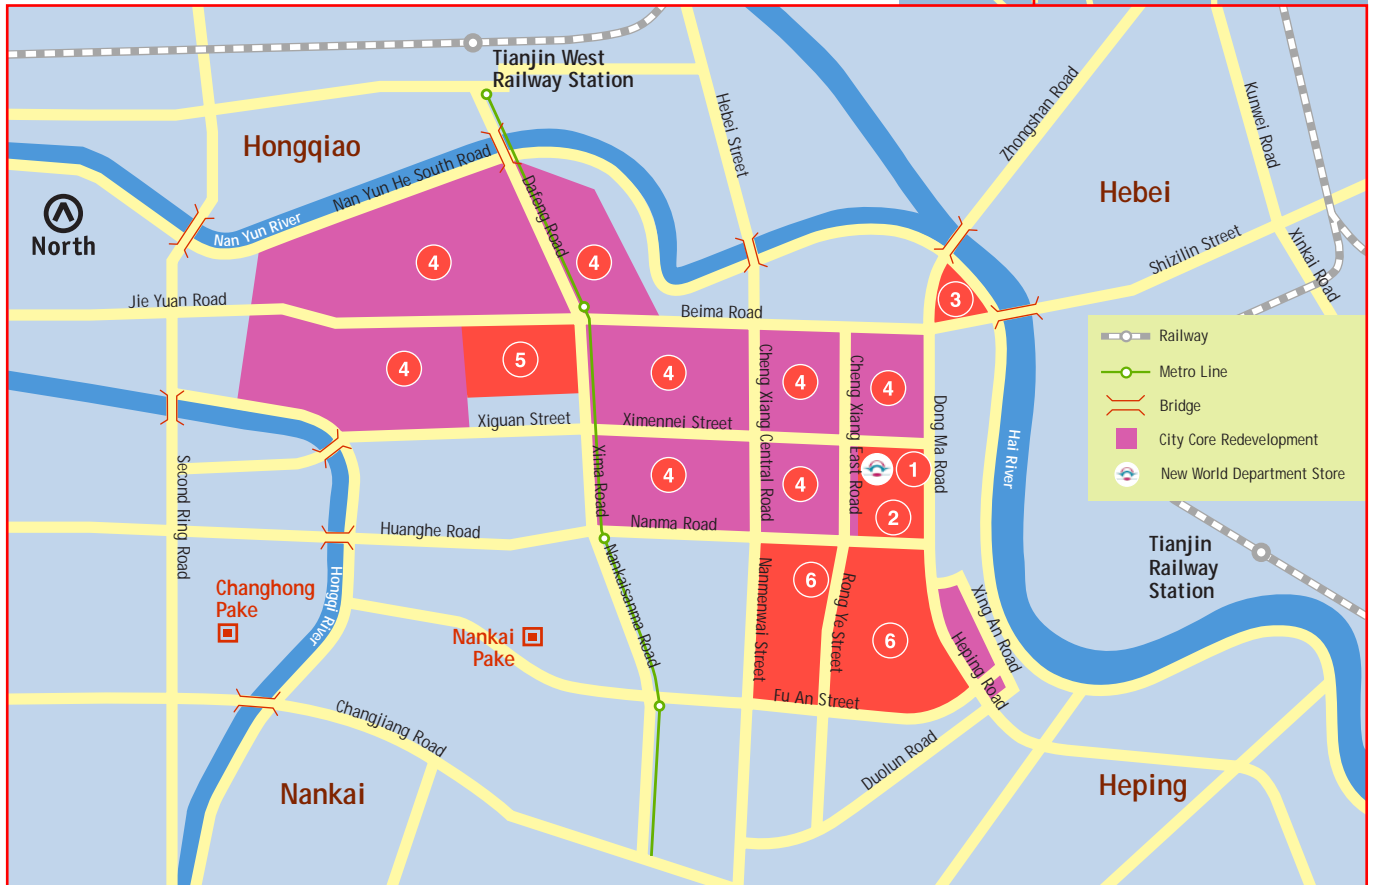 Tianjin West
Railway Station
Hebei Street
Zhongshan Road
Kunwei Road
Hongqiao
Nan Yun He South Road
Dafeng Road
Hebei
North
Nan Yun River
Shizilin Street
Xinkai Road
4
4
3
Jie Yuan Road
Beima Road
Railway
Metro Line
Bridge
City Core Redevelopment
New World Department Store
4
5
4
4
4
Cheng Xiang Central Road
Cheng Xiang East Road
Dong Ma Road
Hai River
Xiguan Street
Ximennei Street
Second Ring Road
Xima Road
4
4
1
2
Huanghe Road
Nanma Road
Tianjin
Railway
Station
Changhong
Pake
Hongqi River
Nankai
Pake
Nankaisanma Road
Nanmenwai Street
6
Rong Ye Street
6
Xing An Road
Heping Road
Fu An Street
Changjiang Road
Duolun Road
Nankai
Heping